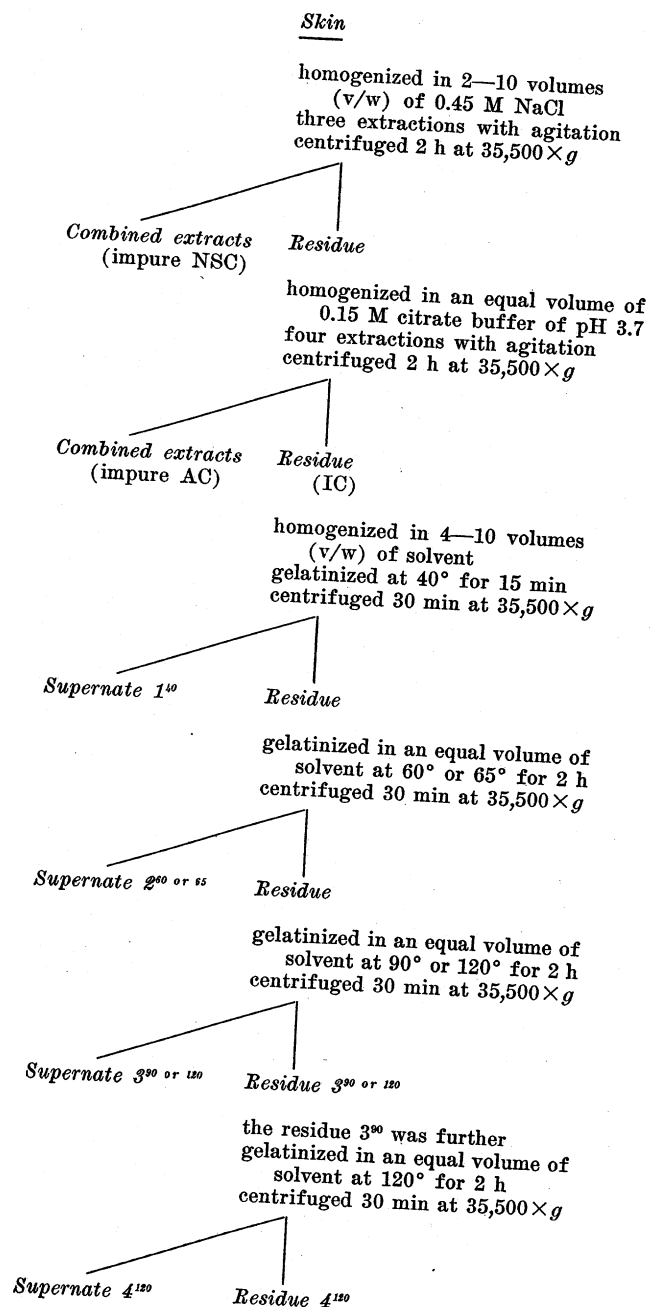 Skin
homogenized in 2—10 volumes
(v/w) of 0.45 M NaCl
three extractions with agitation
centrifuged 2 h at 35,500×g
Combined extracts
(impure NSC)
Residue
homogenized in an equal volume of
0.15 M citrate buffer of pH 3.7
four extractions with agitation
centrifuged 2 h at 35,500×g
Combined extracts
(impure AC)
Residue
(IC)
homogenized in 4—10 volumes
(v/w) of solvent
gelatinized at 40° for 15 min
centrifuged 30 min at 35,500×g
Supernate 1⁴⁰
Residue
gelatinized in an equal volume of
solvent at 60° or 65° for 2 h
centrifuged 30 min at 35,500×g
Supernate 2⁶⁰ ᵒʳ ⁶⁵
Residue
gelatinized in an equal volume of
solvent at 90° or 120° for 2 h
centrifuged 30 min at 35,500×g
Supernate 3⁹⁰ ᵒʳ ¹²⁰
Residue 3⁹⁰ ᵒʳ ¹²⁰
the residue 3⁹⁰ was further
gelatinized in an equal volume of
solvent at 120° for 2 h
centrifuged 30 min at 35,500×g
Supernate 4¹²⁰
Residue 4¹²⁰